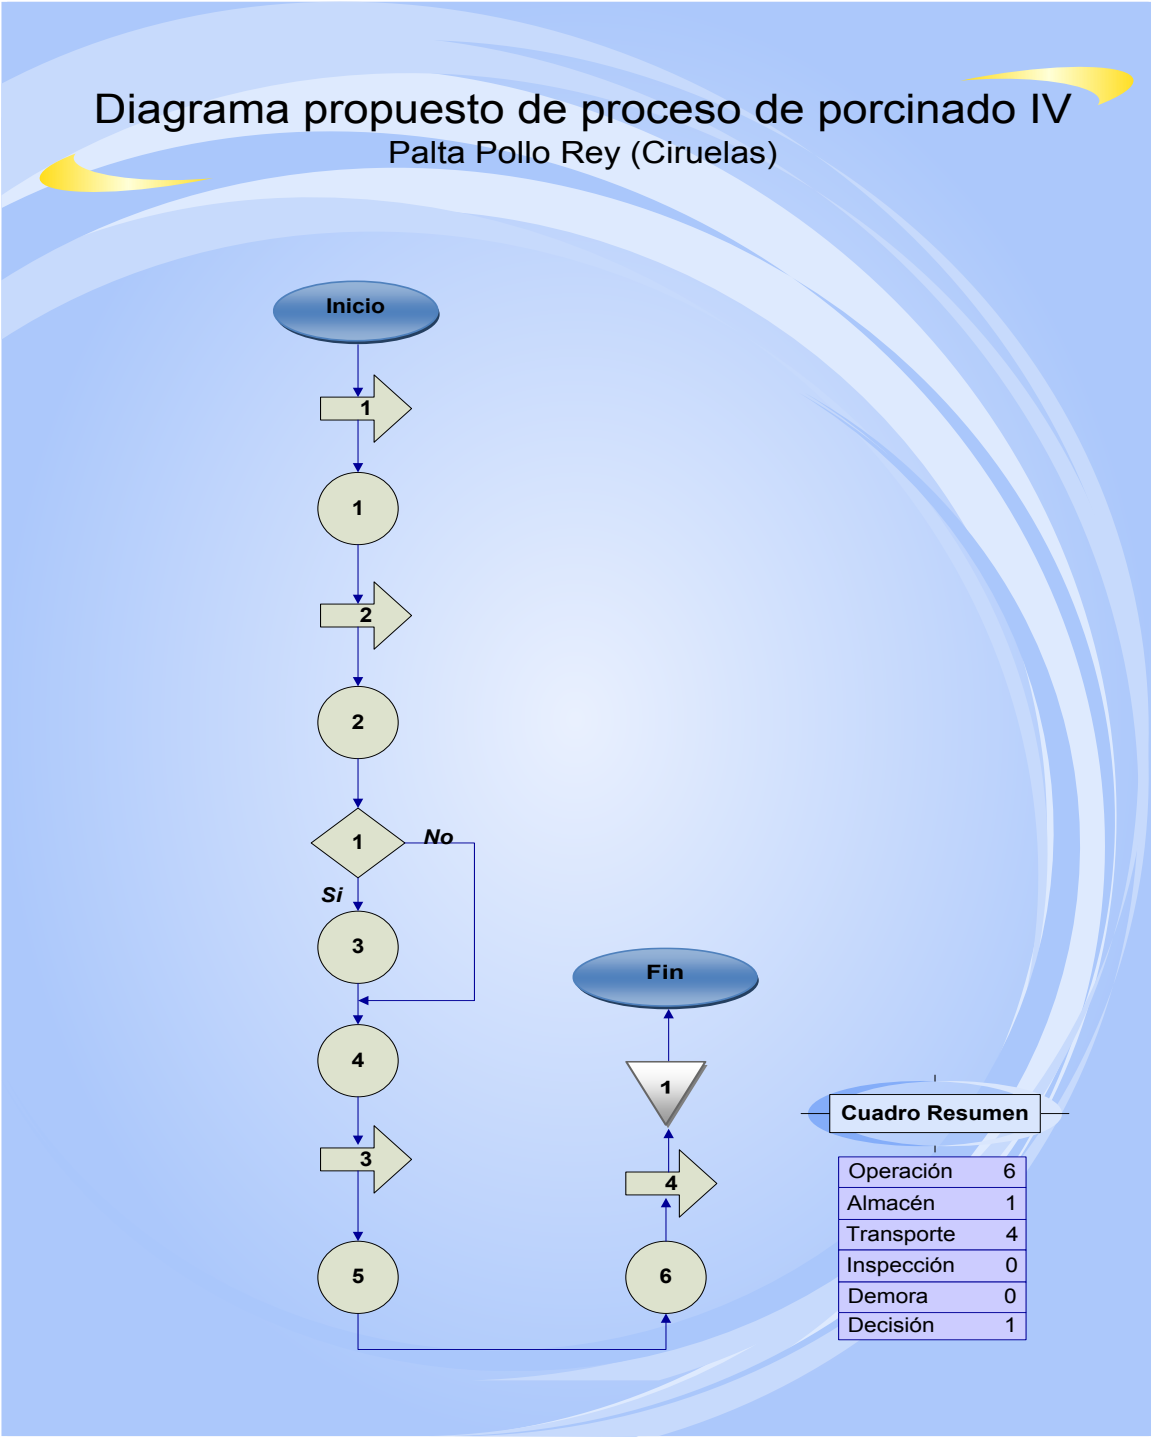 Diagrama propuesto de proceso de porcinado IV
Palta Pollo Rey (Ciruelas)
Inicio
1
1
2
2
1
No
Si
3
4
3
5
6
4
1
Fin
Cuadro Resumen
Operación 6
Almacén 1
Transporte 4
Inspección 0
Demora 0
Decisión 1